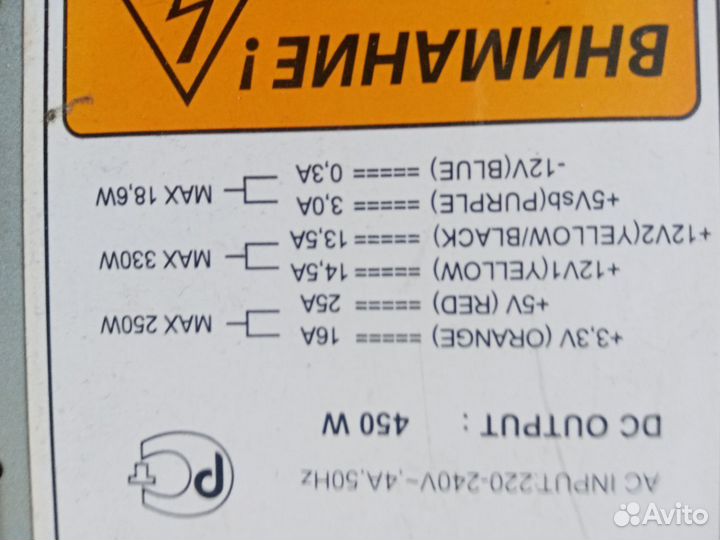 AC INPUT:220-240V~,4A,50Hz
DC OUTPUT : 450 W
+3,3V (ORANGE) ===== 16A
+5V (RED) ===== 25A
MAX 250W
+12V1(YELLOW) ===== 14,5A
+12V2(YELLOW/BLACK) ===== 13,5A
MAX 330W
+5Vsb(PURPLE) ===== 3,0A
-12V(BLUE) ===== 0,3A
MAX 18,6W
ВНИМАНИЕ!
Avito